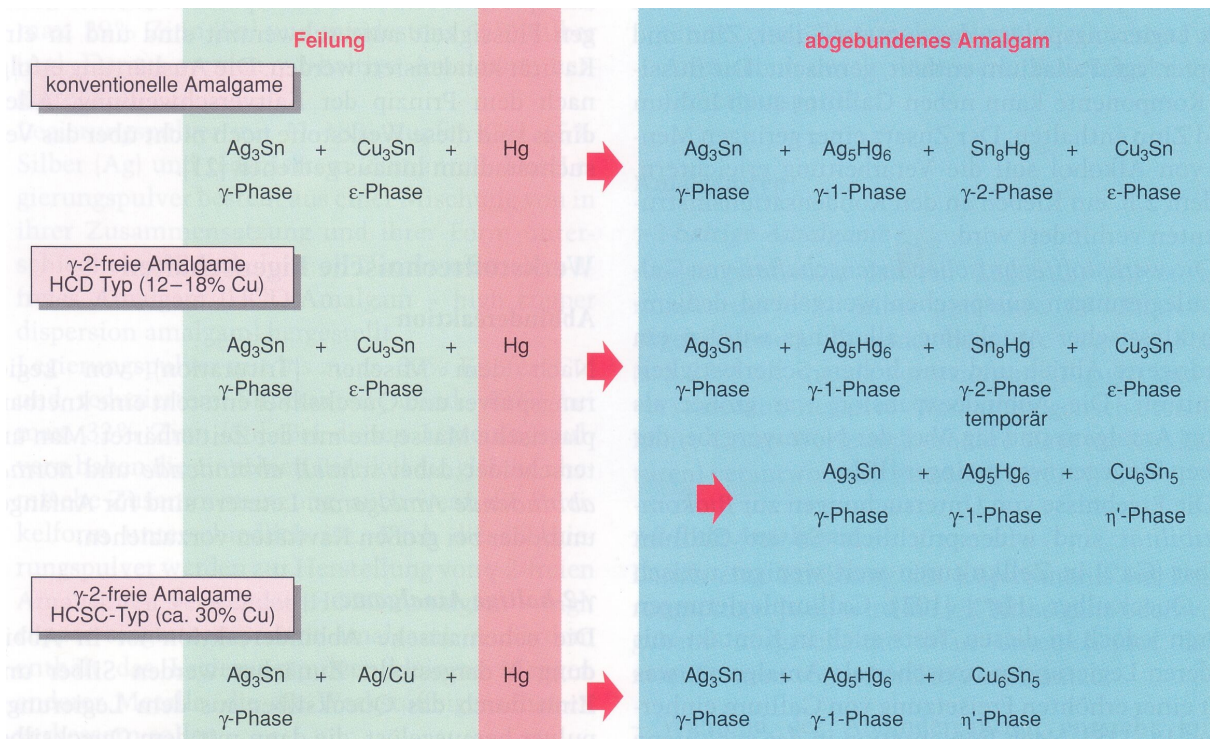 Feilung
abgebundenes Amalgam
konventionelle Amalgame
Ag3Sn + Cu3Sn + Hg Ag3Sn + Ag5Hg6 + Sn8Hg + Cu3Sn
γ-Phase ε-Phase γ-Phase γ-1-Phase γ-2-Phase ε-Phase
γ-2-freie Amalgame
HCD Typ (12–18% Cu)
Ag3Sn + Cu3Sn + Hg Ag3Sn + Ag5Hg6 + Sn8Hg + Cu3Sn
γ-Phase ε-Phase γ-Phase γ-1-Phase γ-2-Phase ε-Phase
temporär
Ag3Sn + Ag5Hg6 + Cu6Sn5
γ-Phase γ-1-Phase η'-Phase
γ-2-freie Amalgame
HCSC-Typ (ca. 30% Cu)
Ag3Sn + Ag/Cu + Hg Ag3Sn + Ag5Hg6 + Cu6Sn5
γ-Phase γ-Phase γ-1-Phase η'-Phase